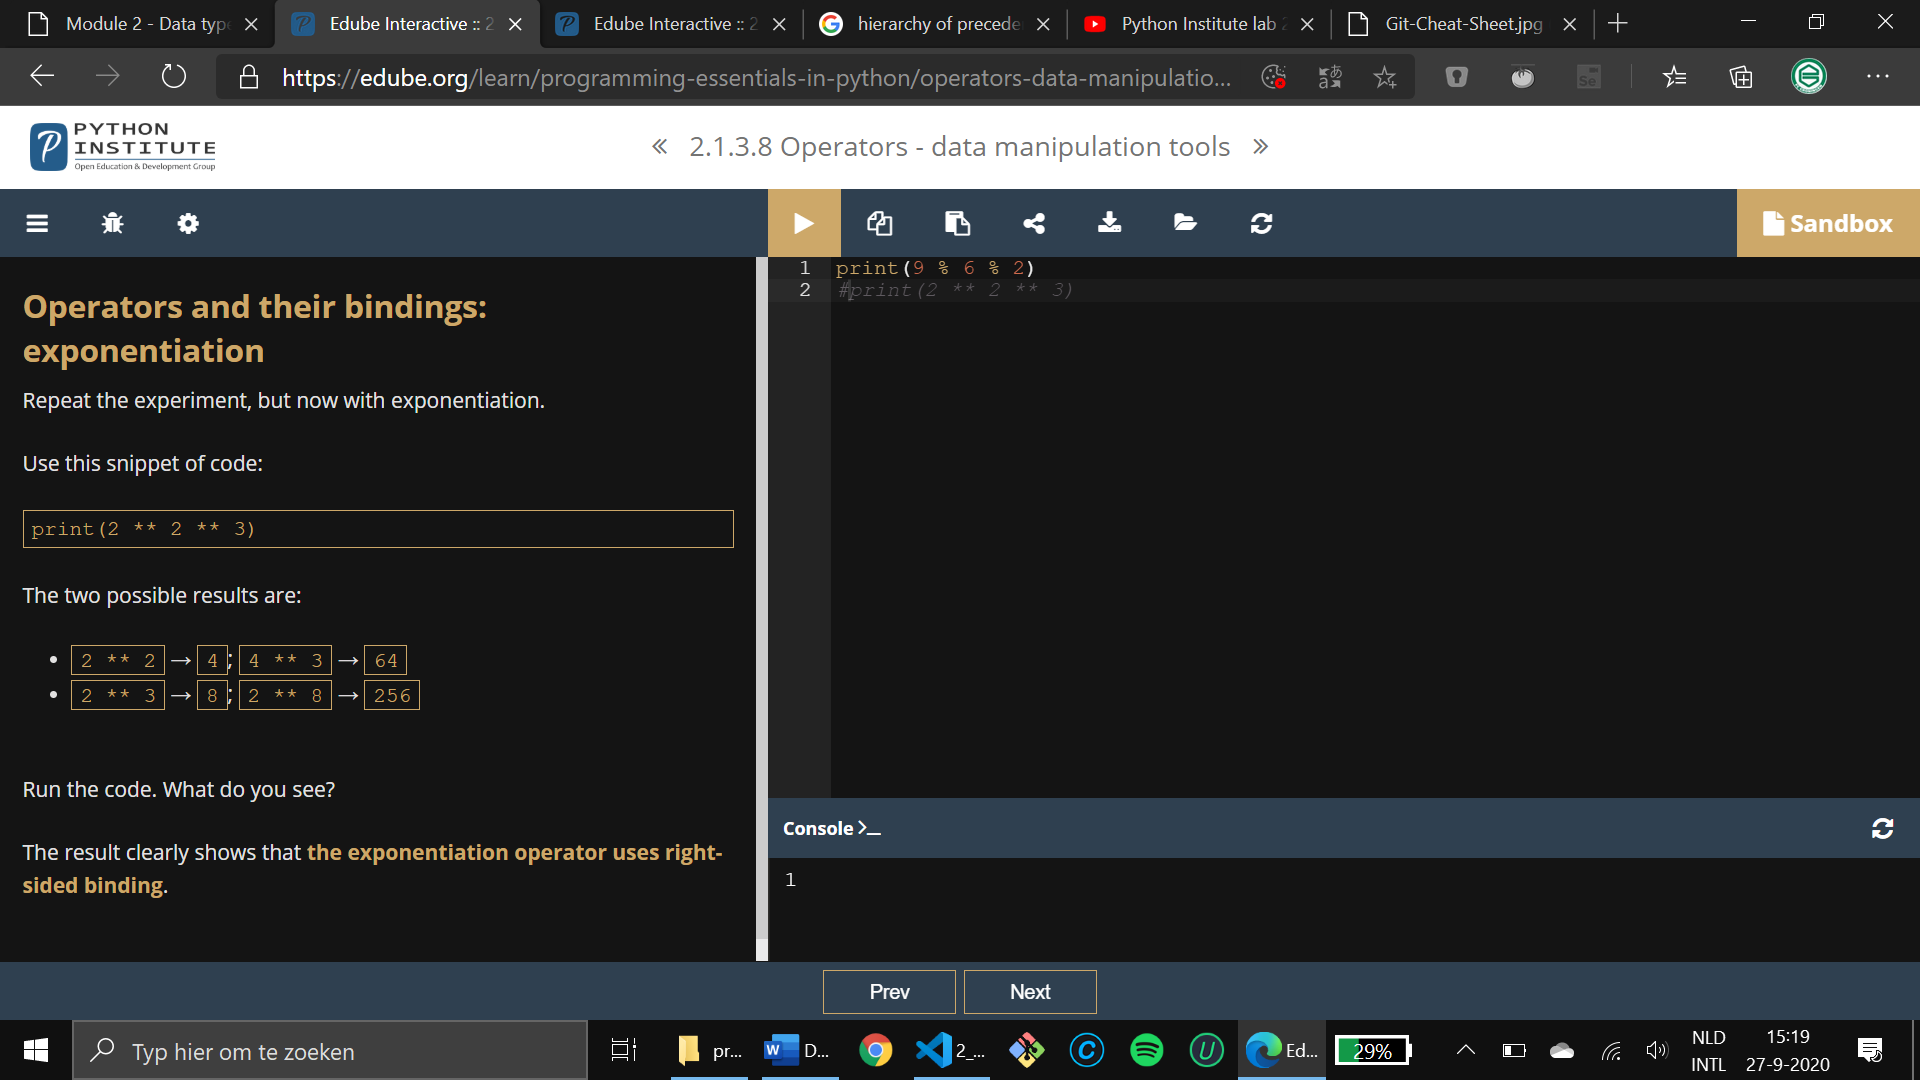 Module 2 - Data typ
Edube Interactive :: 2
Edube Interactive :: 2
hierarchy of precede
Python Institute lab 2
Git-Cheat-Sheet.jpg
https://edube.org/learn/programming-essentials-in-python/operators-data-manipulatio...
PYTHON
INSTITUTE
Open Education & Development Group
« 2.1.3.8 Operators - data manipulation tools »
Sandbox
Operators and their bindings:
exponentiation
Repeat the experiment, but now with exponentiation.
Use this snippet of code:
print(2 ** 2 ** 3)
The two possible results are:
• 2 ** 2 → 4; 4 ** 3 → 64
• 2 ** 3 → 8; 2 ** 8 → 256
Run the code. What do you see?
The result clearly shows that the exponentiation operator uses right-
sided binding.
1 print(9 % 6 % 2)
2 #print(2 ** 2 ** 3)
Console >_
1
Prev
Next
Typ hier om te zoeken
pr...
D...
2_...
Ed...
29%
NLD
INTL
15:19
27-9-2020